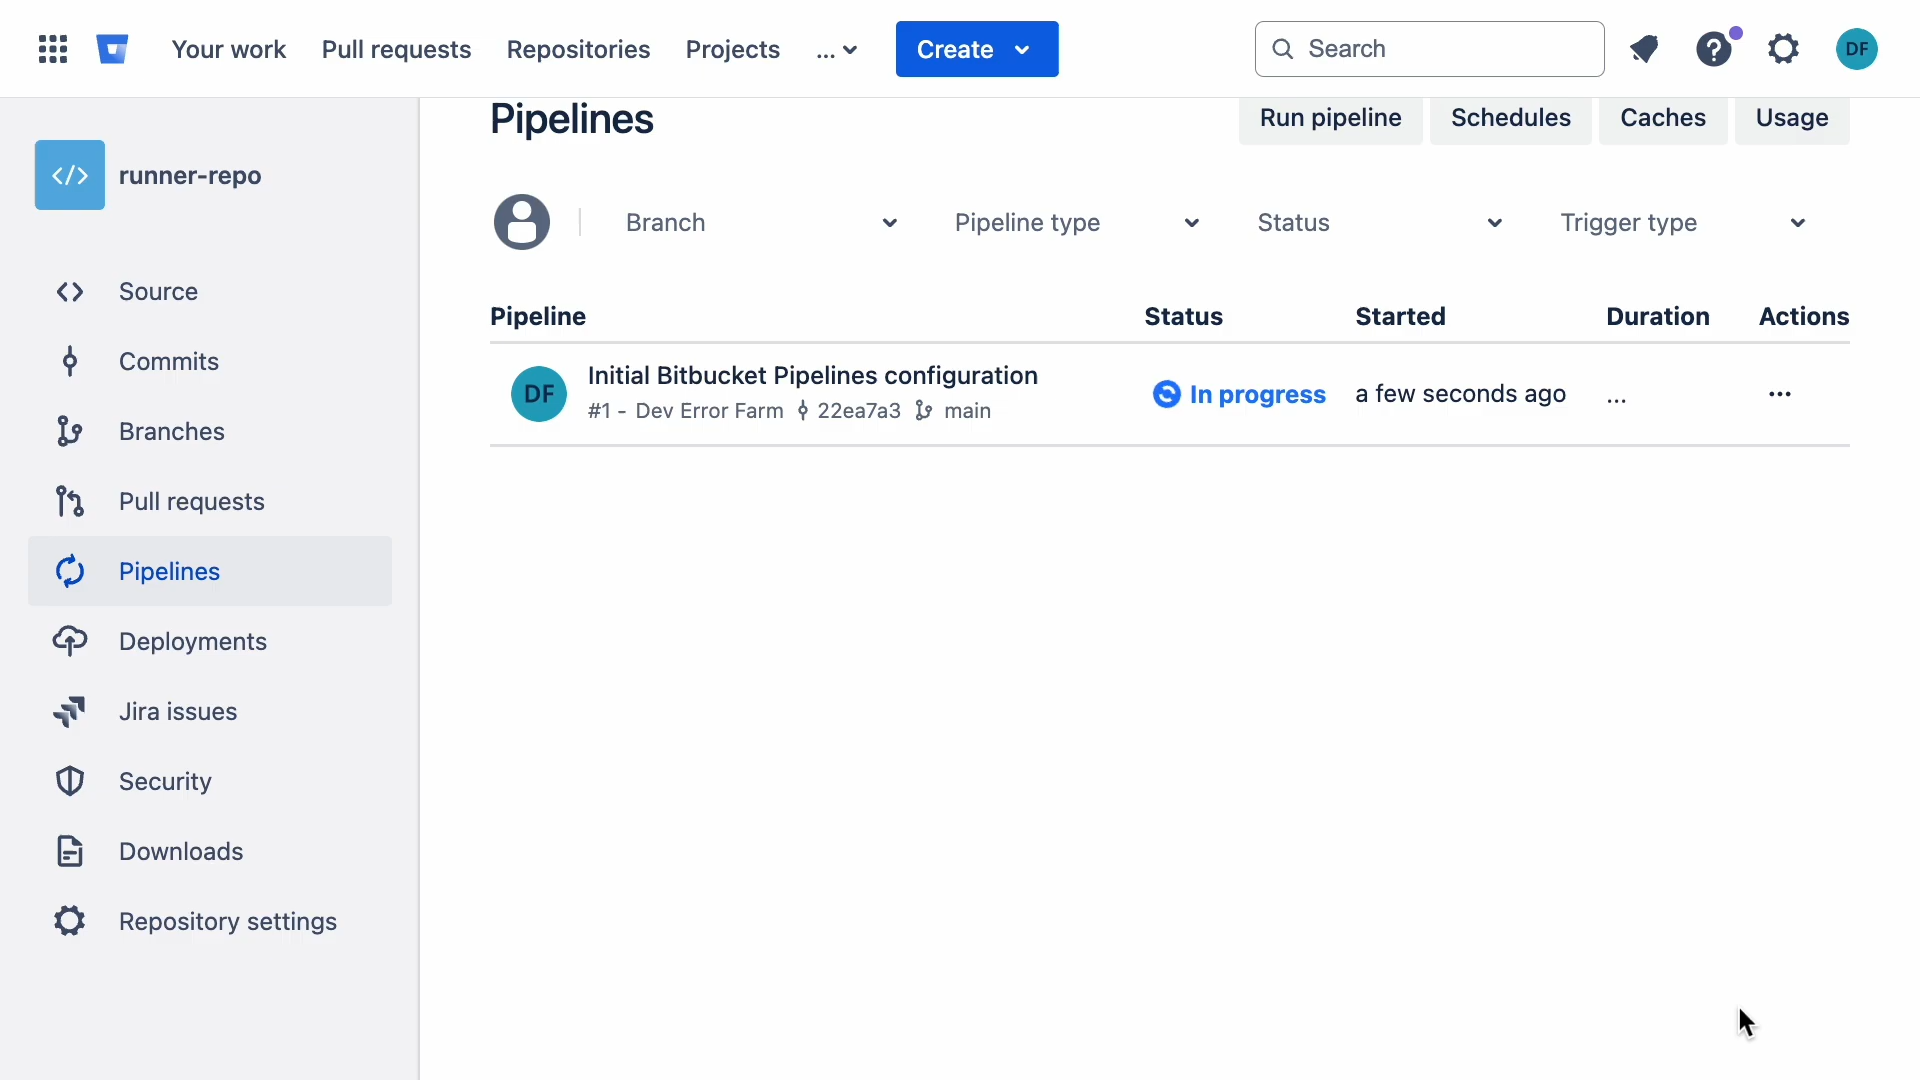 Your work Pull requests Repositories Projects ... Create Search DF
</> runner-repo
Pipelines Run pipeline Schedules Caches Usage
Branch Pipeline type Status Trigger type
Pipeline Status Started Duration Actions
DF Initial Bitbucket Pipelines configuration
#1 - Dev Error Farm 22ea7a3 main
In progress a few seconds ago ...
Source
Commits
Branches
Pull requests
Pipelines
Deployments
Jira issues
Security
Downloads
Repository settings